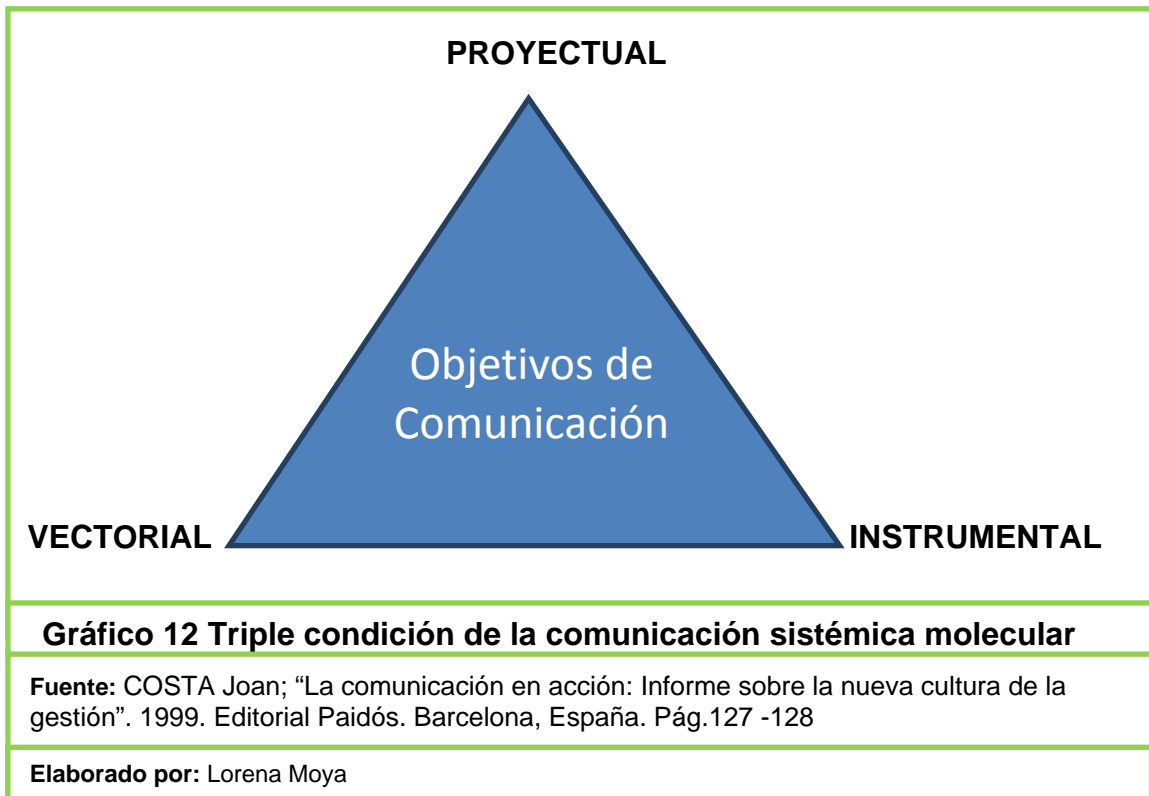 PROYECTUAL
Objetivos de
Comunicación
VECTORIAL
INSTRUMENTAL
Gráfico 12 Triple condición de la comunicación sistémica molecular
Fuente: COSTA Joan; “La comunicación en acción: Informe sobre la nueva cultura de la
gestión”. 1999. Editorial Paidós. Barcelona, España. Pág.127 -128
Elaborado por: Lorena Moya